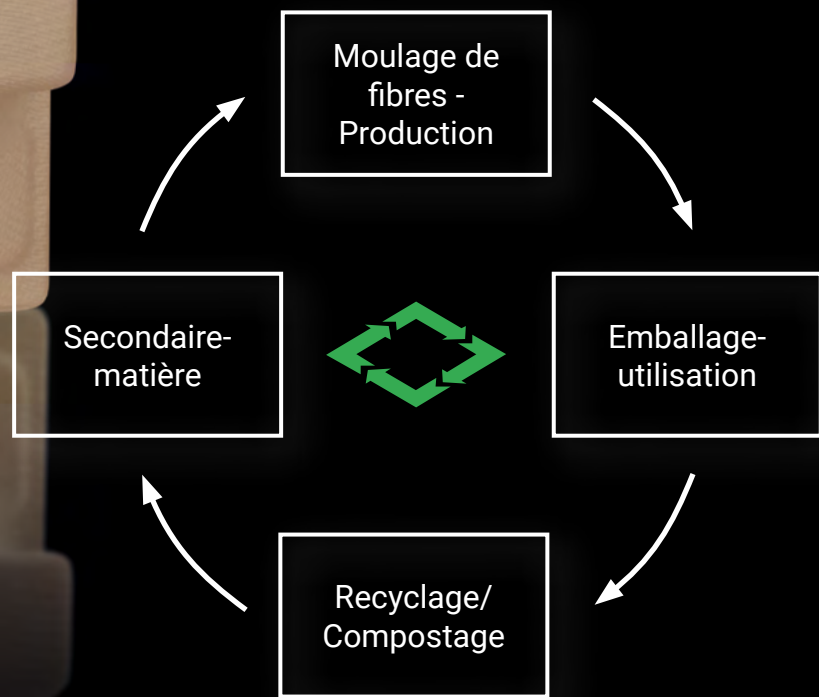 Moulage de
fibres -
Production
Secondaire-
matière
Emballage-
utilisation
Recyclage/
Compostage